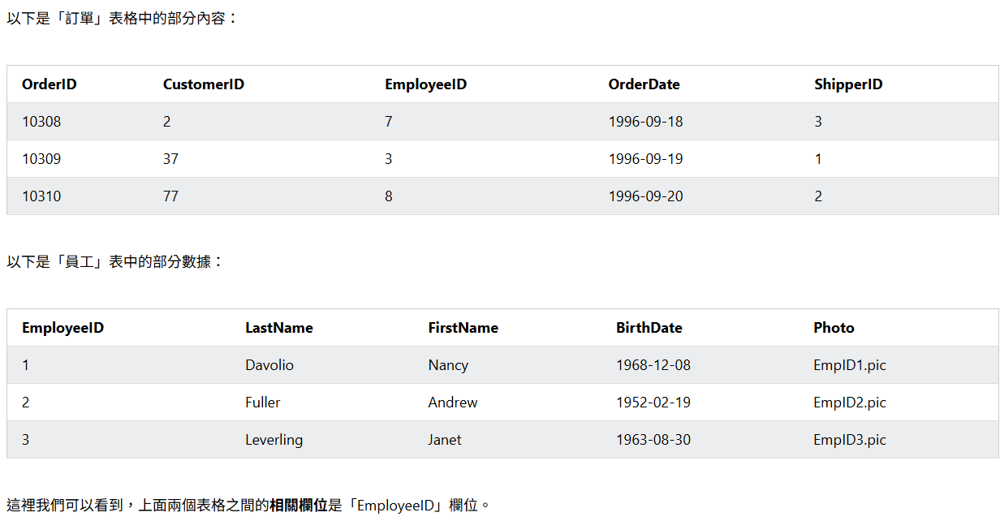 以下是「訂單」表格中的部分內容：
OrderID CustomerID EmployeeID OrderDate ShipperID
10308 2 7 1996-09-18 3
10309 37 3 1996-09-19 1
10310 77 8 1996-09-20 2
以下是「員工」表中的部分數據：
EmployeeID LastName FirstName BirthDate Photo
1 Davolio Nancy 1968-12-08 EmpID1.pic
2 Fuller Andrew 1952-02-19 EmpID2.pic
3 Leverling Janet 1963-08-30 EmpID3.pic
這裡我們可以看到，上面兩個表格之間的相關欄位是「EmployeeID」欄位。